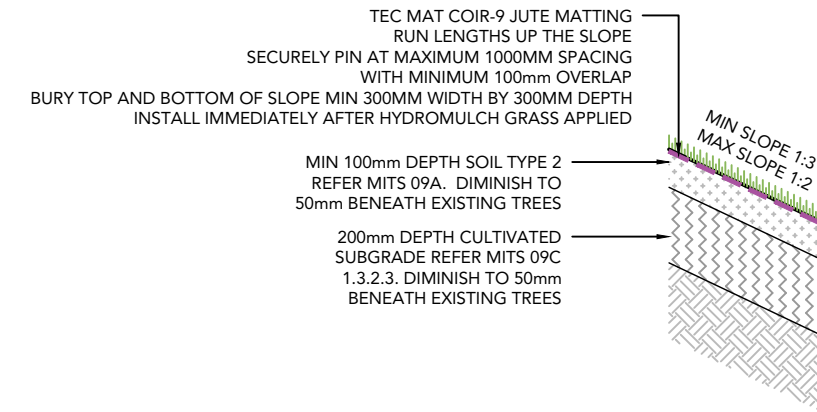 TEC MAT COIR-9 JUTE MATTING
RUN LENGTHS UP THE SLOPE
SECURELY PIN AT MAXIMUM 1000MM SPACING
WITH MINIMUM 100mm OVERLAP
BURY TOP AND BOTTOM OF SLOPE MIN 300MM WIDTH BY 300MM DEPTH
INSTALL IMMEDIATELY AFTER HYDROMULCH GRASS APPLIED
MIN SLOPE 1:3
MAX SLOPE 1:2
MIN 100mm DEPTH SOIL TYPE 2
REFER MITS 09A. DIMINISH TO
50mm BENEATH EXISTING TREES
200mm DEPTH CULTIVATED
SUBGRADE REFER MITS 09C
1.3.2.3. DIMINISH TO 50mm
BENEATH EXISTING TREES